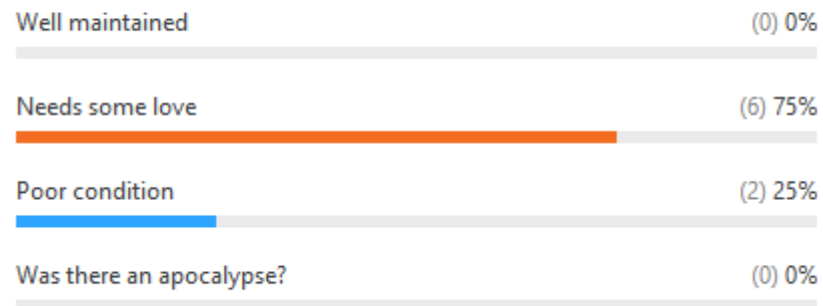 Well maintained (0) 0%
Needs some love (6) 75%
Poor condition (2) 25%
Was there an apocalypse? (0) 0%